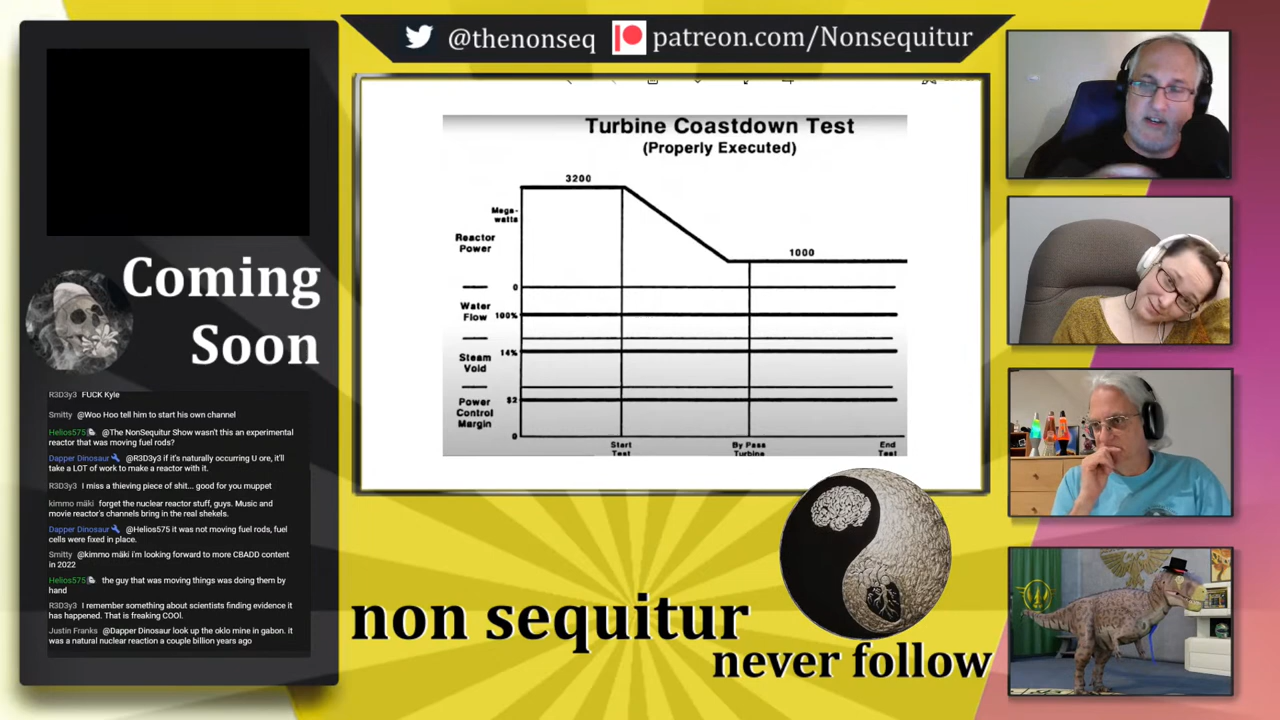 @thenonseq
patreon.com/Nonsequitur
Coming
Soon
R3D3y3 FUCK Kyle
Smitty @Woo Hoo tell him to start his own channel
Helios575 @The NonSequitur Show wasn't this an experimental
reactor that was moving fuel rods?
Dapper Dinosaur @R3D3y3 if it's naturally occurring U ore, it'll
take a LOT of work to make a reactor with it.
R3D3y3 I miss a thieving piece of shit... good for you muppet
kimmo mäki forget the nuclear reactor stuff, guys. Music and
movie reactor's channels bring in the real shekels.
Dapper Dinosaur @Helios575 it was not moving fuel rods, fuel
cells were fixed in place.
Smitty @kimmo mäki i'm looking forward to more CBADD content
in 2022
Helios575 the guy that was moving things was doing them by
hand
R3D3y3 I remember something about scientists finding evidence it
has happened. That is freaking COOl.
Justin Franks @Dapper Dinosaur look up the oklo mine in gabon. it
was a natural nuclear reaction a couple billion years ago
Turbine Coastdown Test
(Properly Executed)
3200
Mega-
watts
Reactor
Power
1000
0
Water
Flow
100%
14%
Steam
Void
Power
Control
Margin
$2
0
Start
Test
By Pass
Turbine
End
Test
non sequitur
never follow